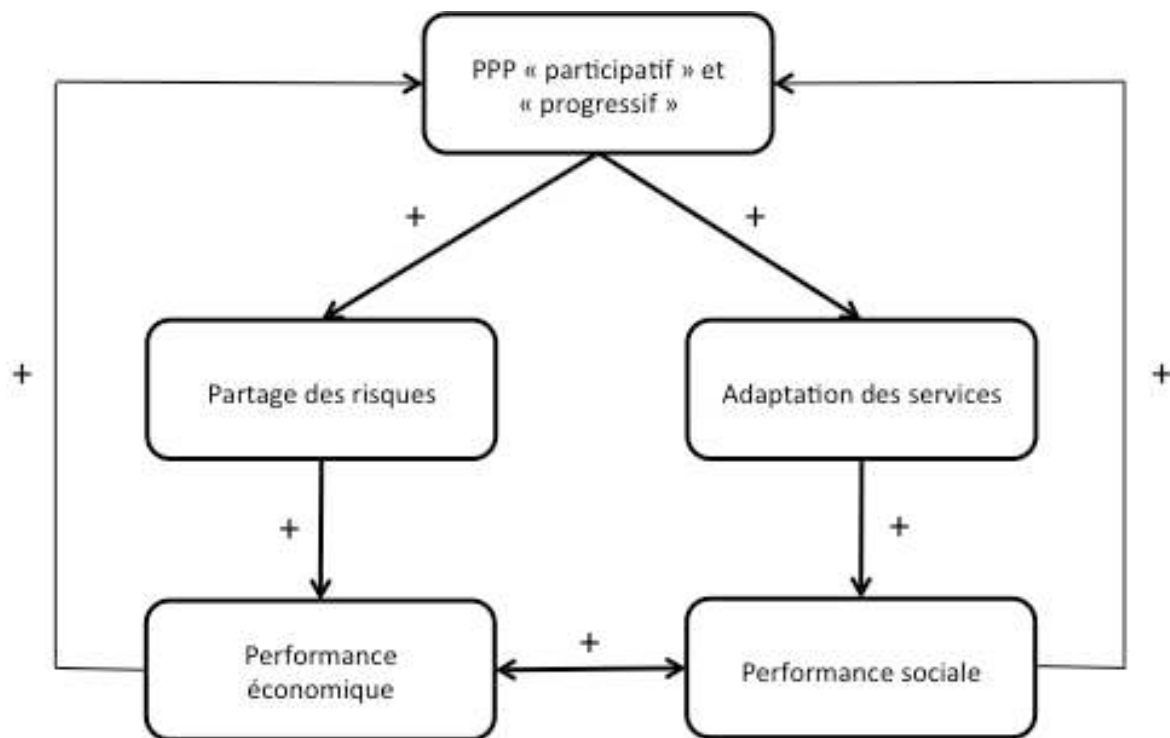 PPP « participatif » et
« progressif »
+
+
Partage des risques
Adaptation des services
+
+
+
+
Performance
économique
+
Performance sociale